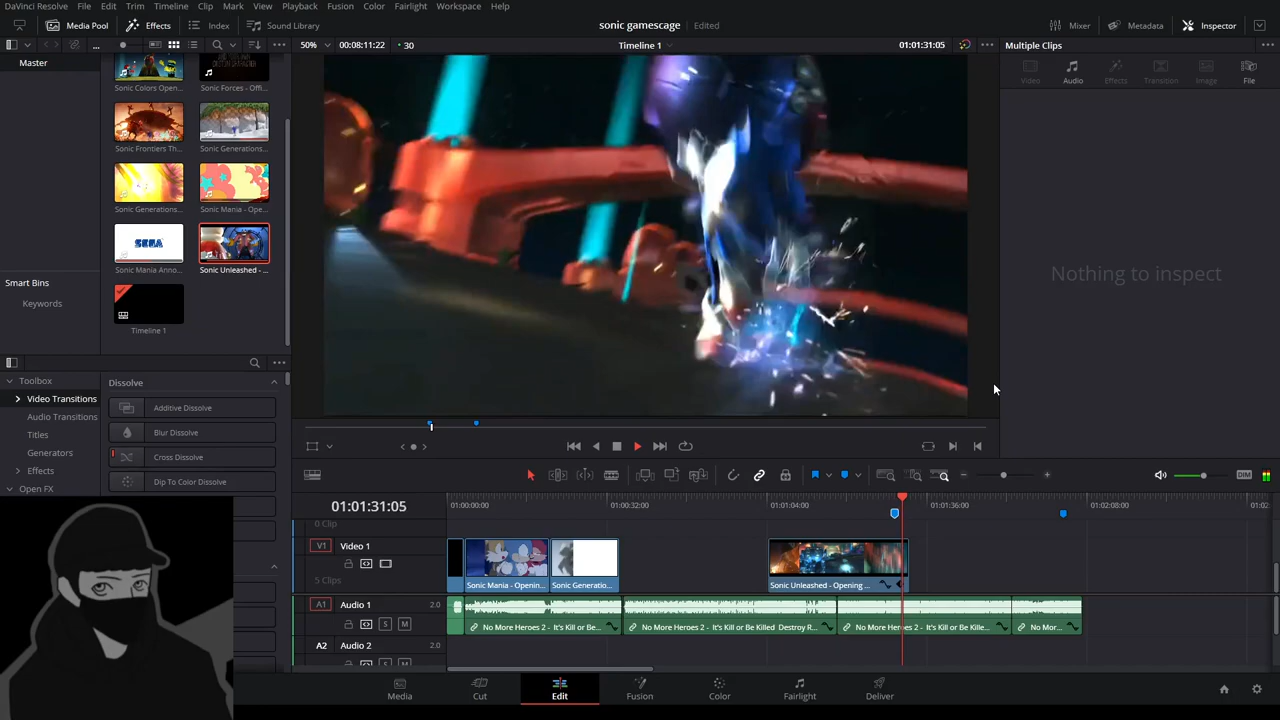 DaVinci Resolve File Edit Trim Timeline Clip Mark View Playback Fusion Color Fairlight Workspace Help
Media Pool Effects Index Sound Library sonic gamescage Edited Mixer Metadata Inspector
... 50% 00:08:11:22 30 Timeline 1 01:01:31:05 Multiple Clips
Master
Video Audio Effects Transition Image File
Sonic Colors Open... Sonic Forces - Offi...
Sonic Frontiers Th... Sonic Generations...
Sonic Generations... Sonic Mania - Ope...
SEGA
Sonic Mania Anno... Sonic Unleashed - ...
Nothing to inspect
Smart Bins
Keywords
Timeline 1
Toolbox
Video Transitions
Audio Transitions
Titles
Generators
Effects
Open FX
Dissolve
Additive Dissolve
Blur Dissolve
Cross Dissolve
Dip To Color Dissolve
DIM
01:01:31:05
01:00:00:00 01:00:32:00 01:01:04:00 01:01:36:00 01:02:08:00 01:02:
0 Clip
V1 Video 1
5 Clips
Sonic Mania - Openin... Sonic Generatio... Sonic Unleashed - Opening ...
A1 Audio 1 2.0
S M
No More Heroes 2 - It's Kill or Be... No More Heroes 2 - It's Kill or Be Killed Destroy R... No More Heroes 2 - It's Kill or Be Kille... No Mor...
A2 Audio 2 2.0
S M
Media Cut Edit Fusion Color Fairlight Deliver